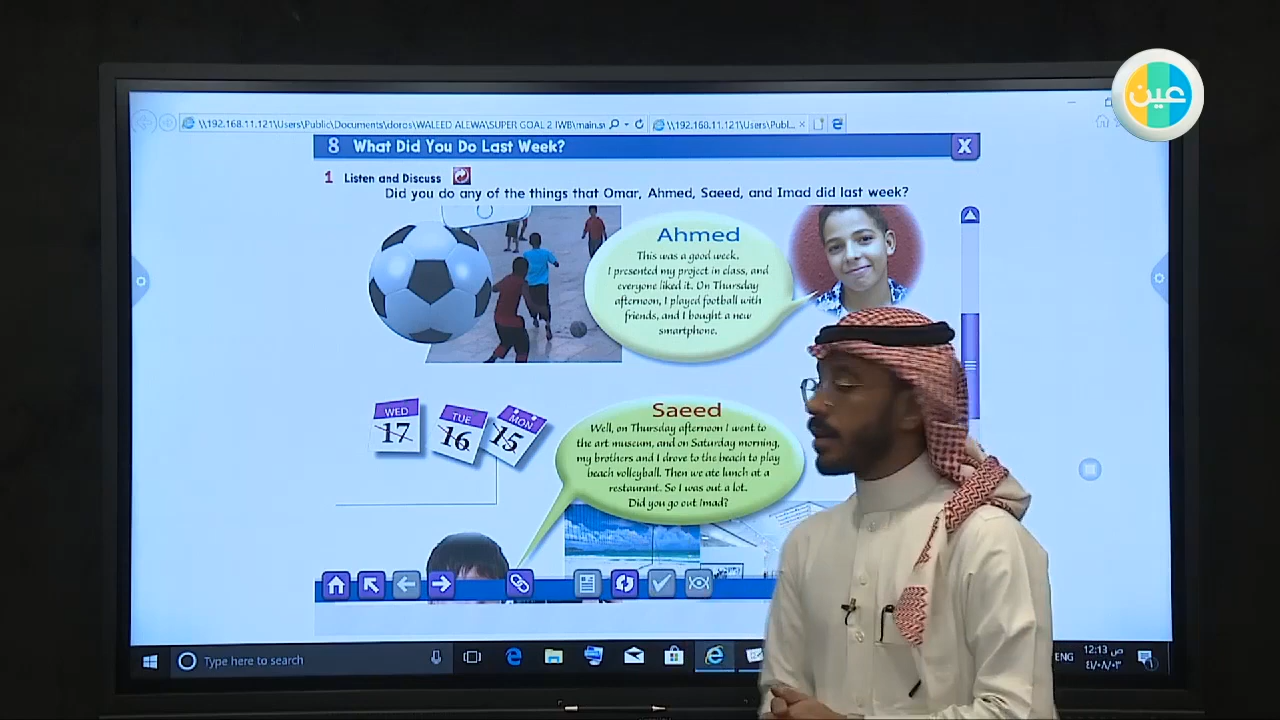 عين
\\192.168.11.121\Users\Public\Documents\doros\WALEED ALEWA\SUPER GOAL 2 IWB\main.sw
\\192.168.11.121\Users\Publ...
8 What Did You Do Last Week?
X
1 Listen and Discuss
Did you do any of the things that Omar, Ahmed, Saeed, and Imad did last week?
Ahmed
This was a good week.
I presented my project in class, and
everyone liked it. On Thursday
afternoon, I played football with
friends, and I bought a new
smartphone.
WED
17
TUE
16
MON
15
Saeed
Well, on Thursday afternoon I went to
the art museum, and on Saturday morning,
my brothers and I drove to the beach to play
beach volleyball. Then we ate lunch at a
restaurant. So I was out a lot.
Did you go out Imad?
Type here to search
ENG
12:13 ص
٤١/٠٨/٠٣